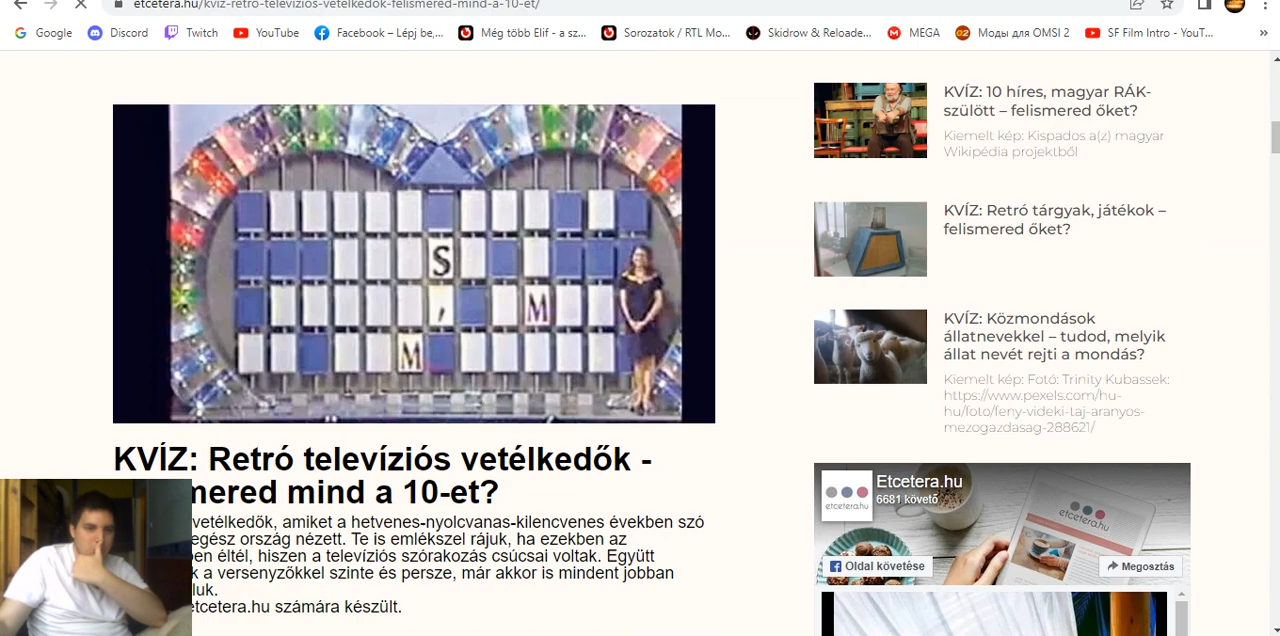 etcetera.hu/kviz-retro-televizios-vetelkedok-felismered-mind-a-10-et/
Google
Discord
Twitch
YouTube
Facebook – Lépj be,...
Még több Elif - a sz...
Sorozatok / RTL Mo...
Skidrow & Reloade...
MEGA
Моды для OMSI 2
SF Film Intro - YouT...
»
S
, M
M
KVÍZ: Retró televíziós vetélkedők -
mered mind a 10-et?
vetélkedők, amiket a hetvenes-nyolcvanas-kilencvenes években szó
egész ország nézett. Te is emlékszel rájuk, ha ezekben az
en éltél, hiszen a televíziós szórakozás csúcsai voltak. Együtt
k a versenyzőkkel szinte és persze, már akkor is mindent jobban
luk.
etcetera.hu számára készült.
KVÍZ: 10 híres, magyar RÁK-
szülött – felismered őket?
Kiemelt kép: Kispados a(z) magyar
Wikipédia projektből
KVÍZ: Retró tárgyak, játékok –
felismered őket?
KVÍZ: Közmondások
állatnevekkel – tudod, melyik
állat nevét rejti a mondás?
Kiemelt kép: Fotó: Trinity Kubassek:
https://www.pexels.com/hu-
hu/foto/feny-videki-taj-aranyos-
mezogazdasag-288621/
etcetera.hu
Etcetera.hu
6681 követő
etcetera.hu
Oldal követése
Megosztás